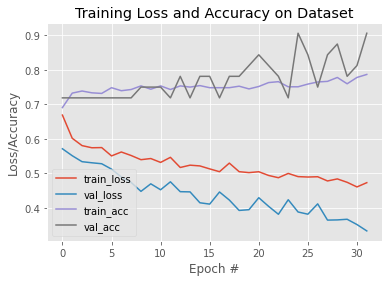 Training Loss and Accuracy on Dataset
Loss/Accuracy
0.9
0.8
0.7
0.6
0.5
0.4
train_loss
val_loss
train_acc
val_acc
0 5 10 15 20 25 30
Epoch #